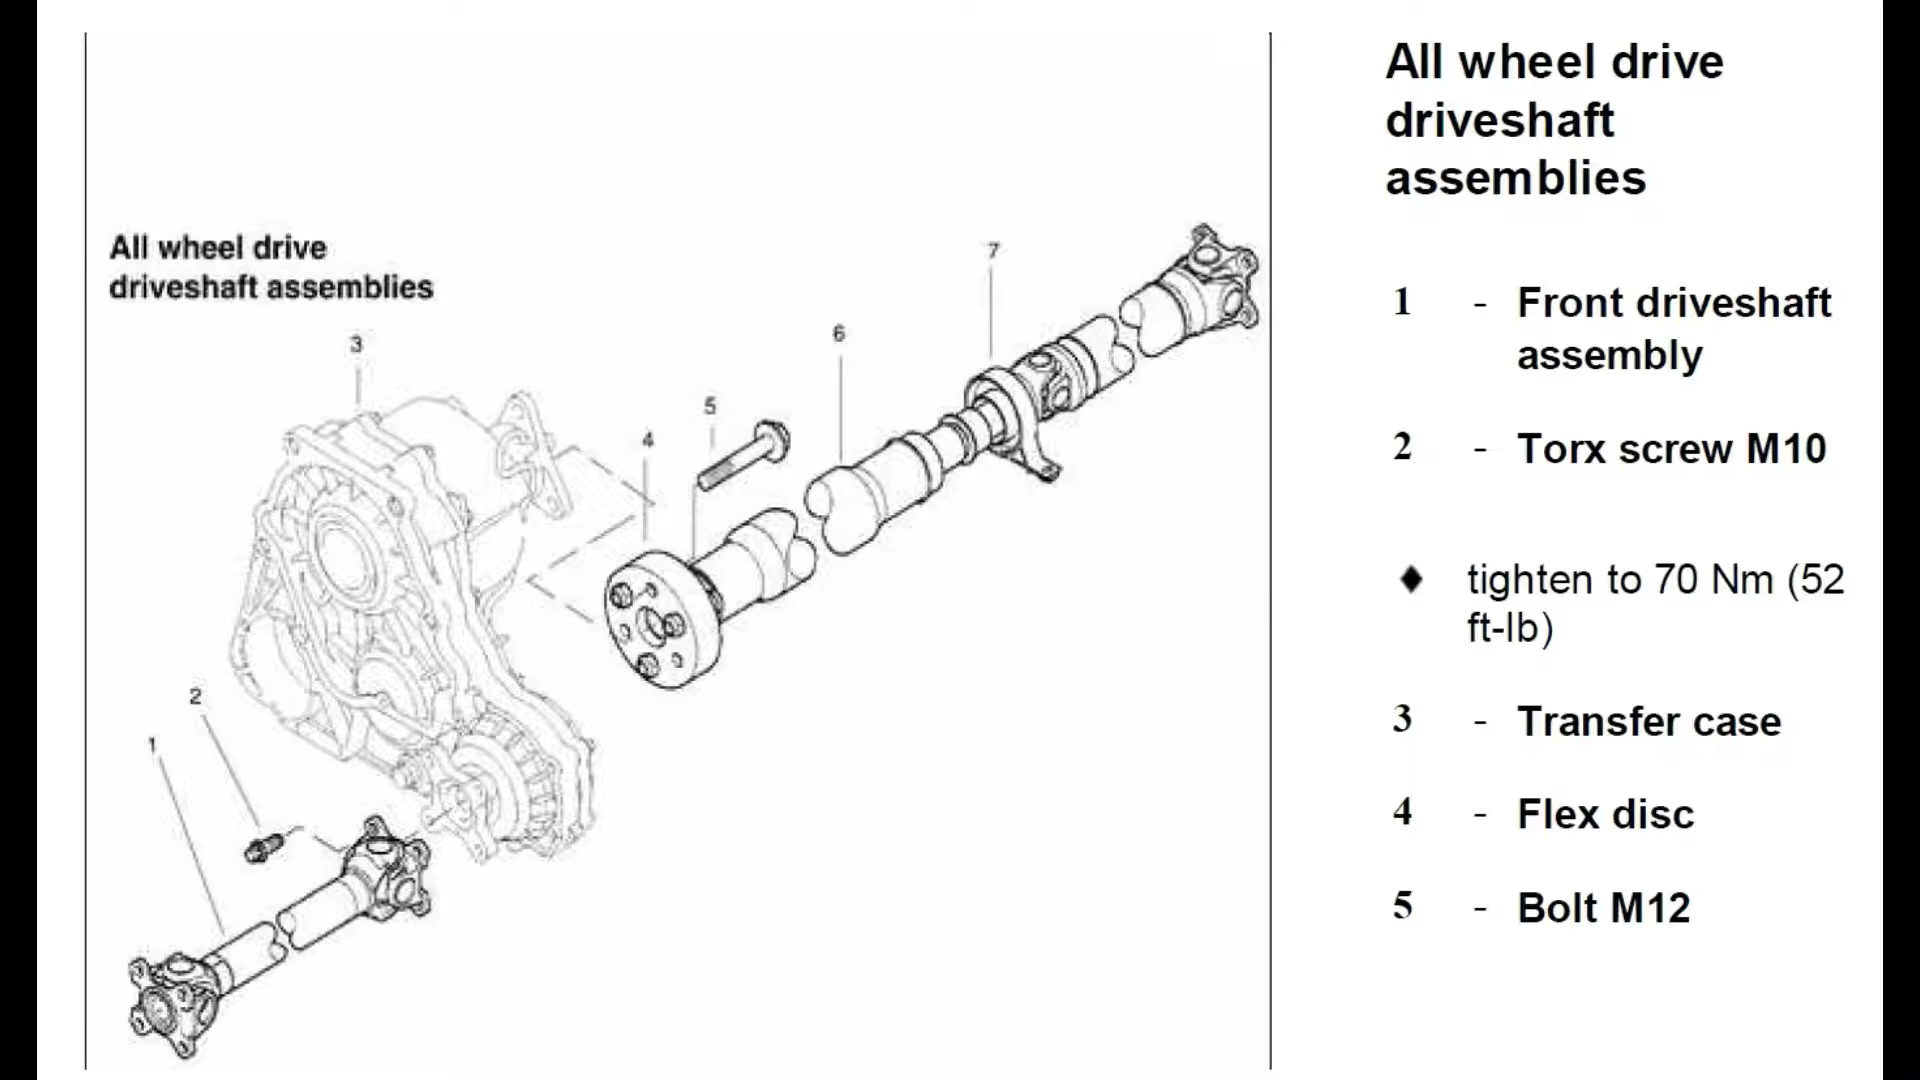 All wheel drive
driveshaft assemblies
3
7
6
5
4
2
1
All wheel drive
driveshaft
assemblies
1 - Front driveshaft
assembly
2 - Torx screw M10
♦ tighten to 70 Nm (52
ft-lb)
3 - Transfer case
4 - Flex disc
5 - Bolt M12